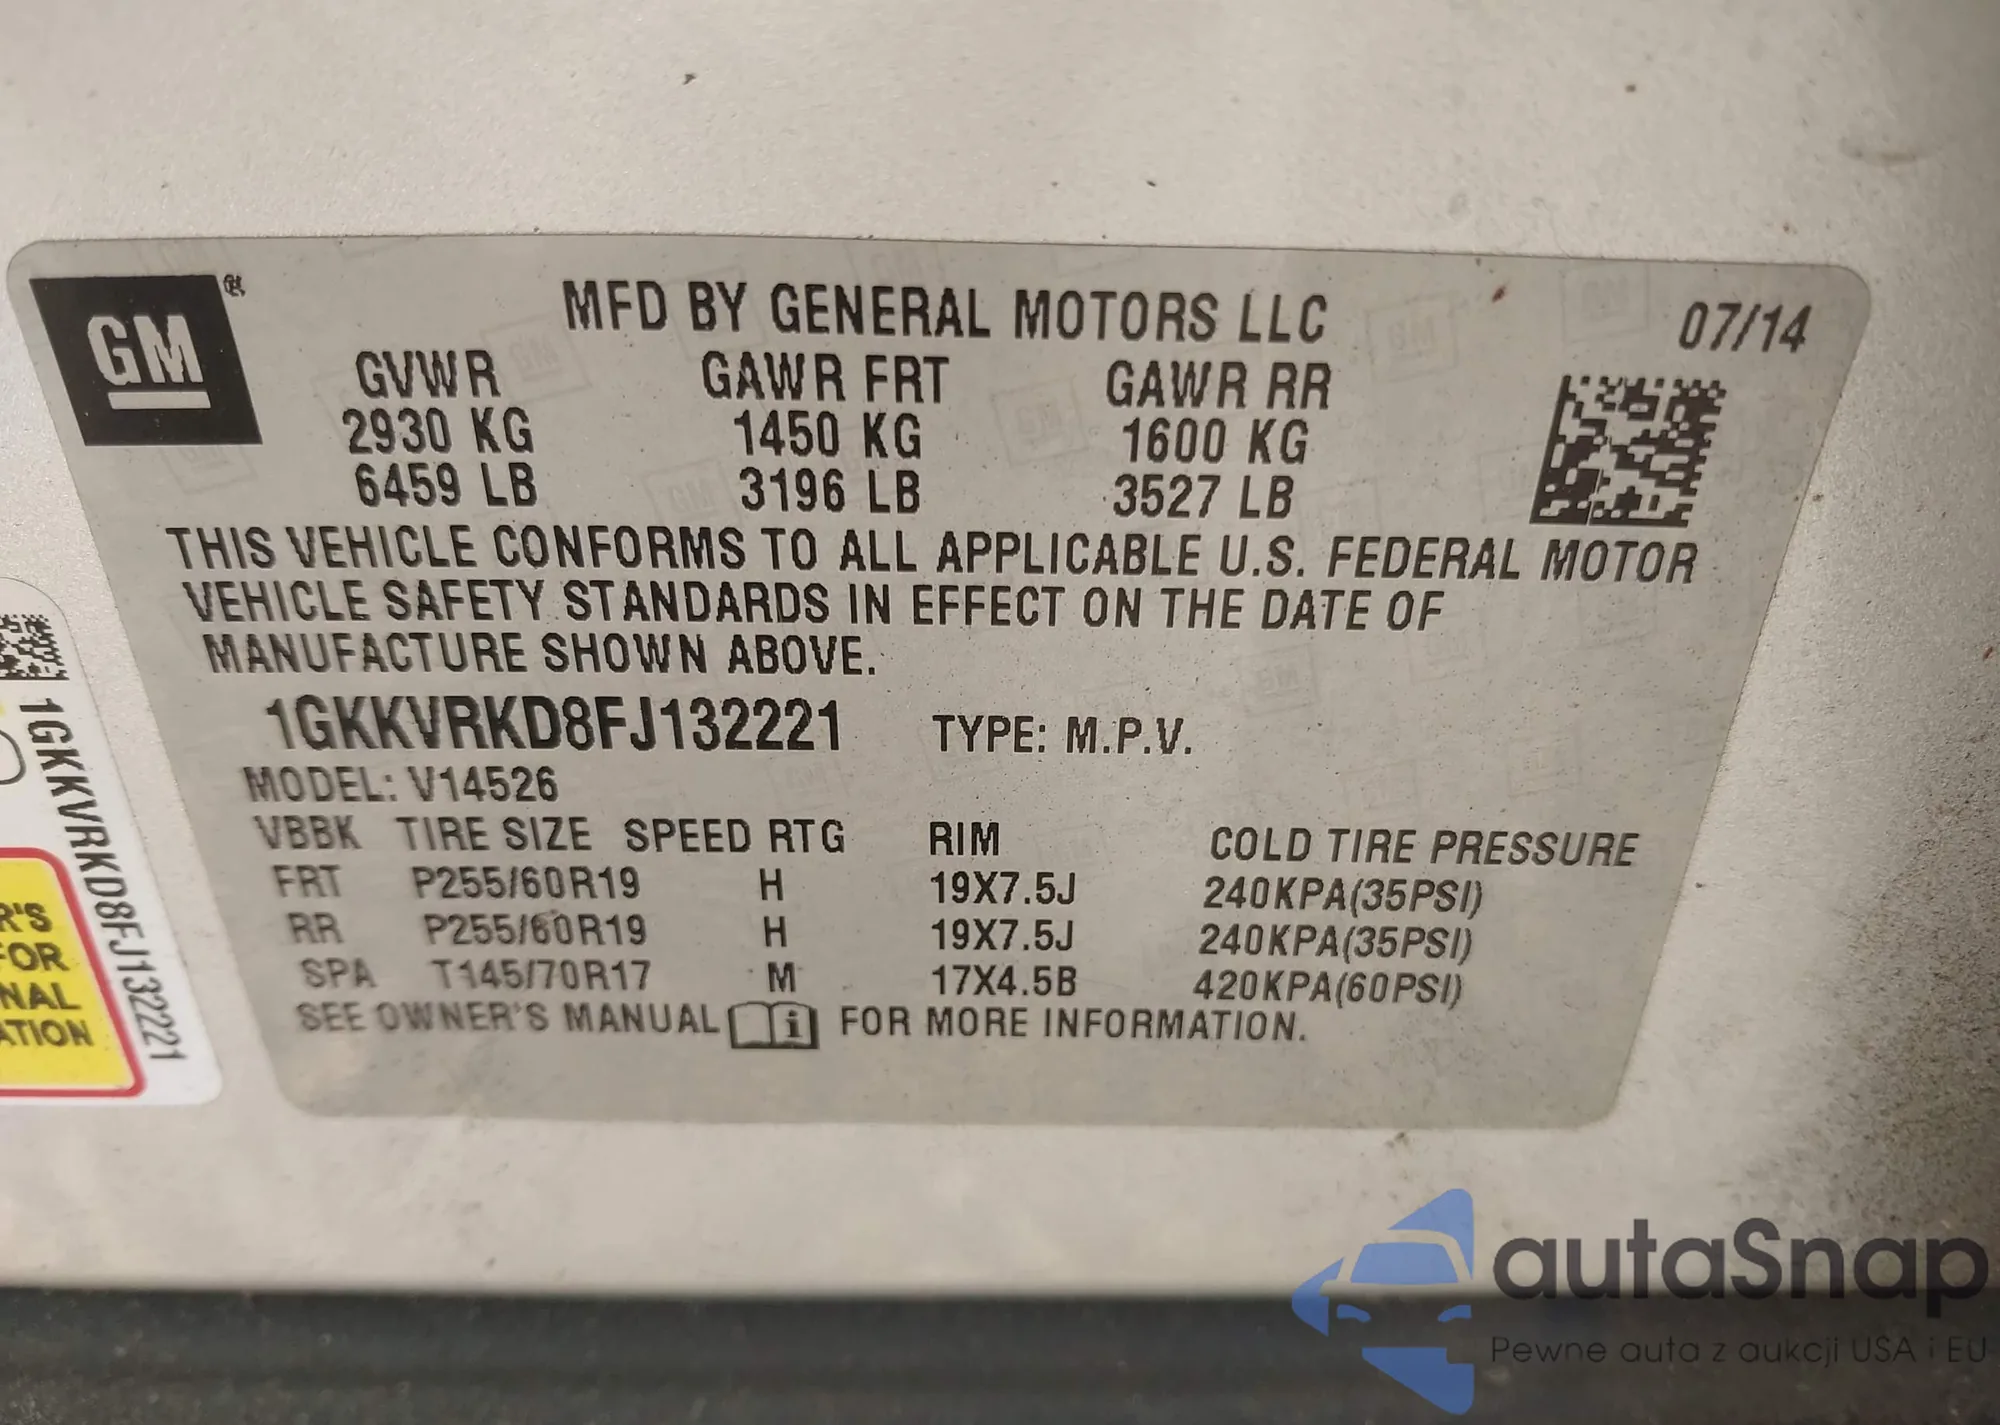 GM
MFD BY GENERAL MOTORS LLC 07/14
GVWR GAWR FRT GAWR RR
2930 KG 1450 KG 1600 KG
6459 LB 3196 LB 3527 LB
THIS VEHICLE CONFORMS TO ALL APPLICABLE U.S. FEDERAL MOTOR
VEHICLE SAFETY STANDARDS IN EFFECT ON THE DATE OF
MANUFACTURE SHOWN ABOVE.
1GKKVRKD8FJ132221 TYPE: M.P.V.
MODEL: V14526
VBBK TIRE SIZE SPEED RTG RIM COLD TIRE PRESSURE
FRT P255/60R19 H 19X7.5J 240KPA(35PSI)
RR P255/60R19 H 19X7.5J 240KPA(35PSI)
SPA T145/70R17 M 17X4.5B 420KPA(60PSI)
SEE OWNER'S MANUAL i FOR MORE INFORMATION.
1GKKVRKD8FJ132221
R'S
FOR
NAL
ATION
autaSnap
Pewne auta z aukcji USA i EU